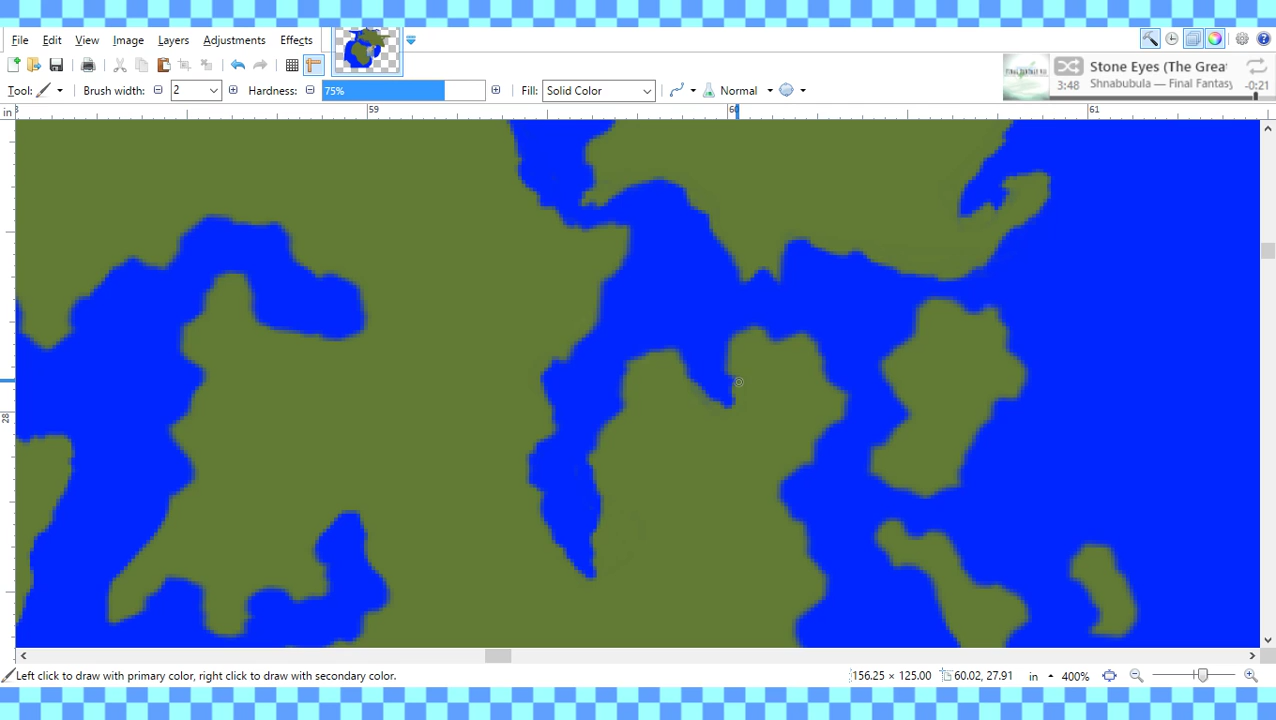 File Edit View Image Layers Adjustments Effects
Stone Eyes (The Great
3:48 Shnabubula — Final Fantasy -0:21
Tool: Brush width: 2 Hardness: 75% Fill: Solid Color Normal
in 59 60 61
28
Left click to draw with primary color, right click to draw with secondary color. 156.25 × 125.00 60.02, 27.91 in 400%